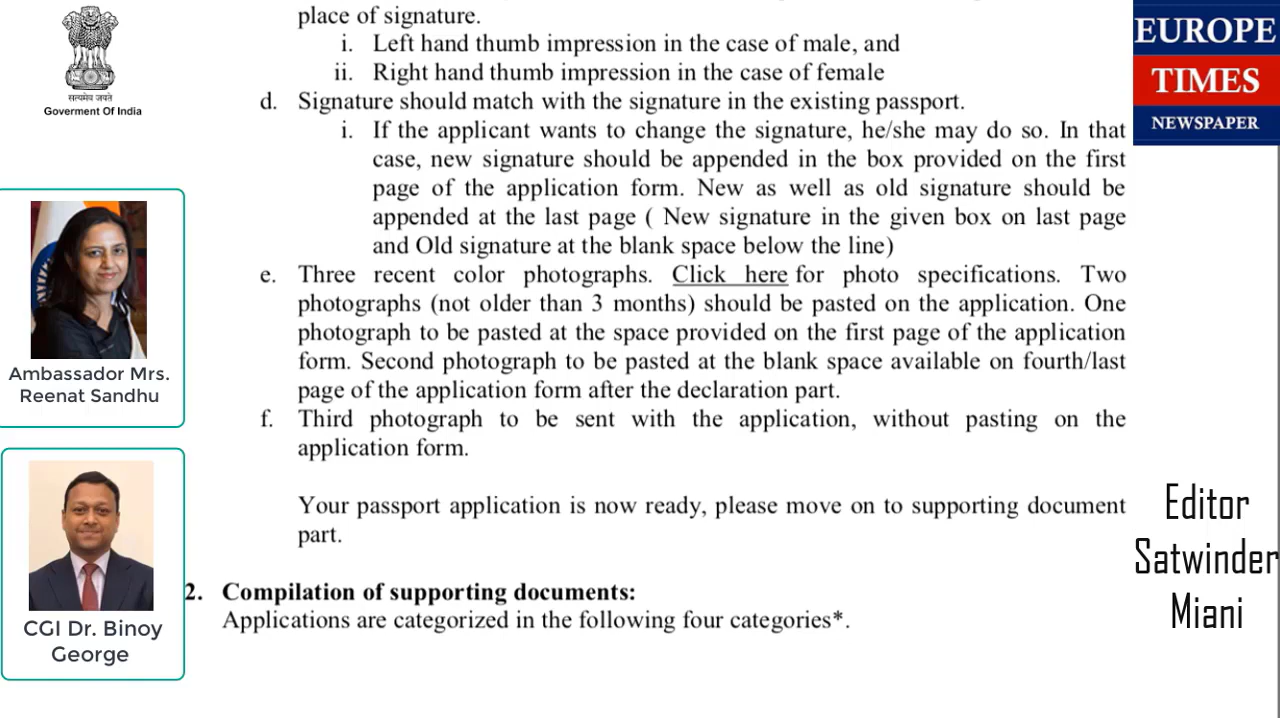 place of signature.
i. Left hand thumb impression in the case of male, and
ii. Right hand thumb impression in the case of female
d. Signature should match with the signature in the existing passport.
i. If the applicant wants to change the signature, he/she may do so. In that
case, new signature should be appended in the box provided on the first
page of the application form. New as well as old signature should be
appended at the last page ( New signature in the given box on last page
and Old signature at the blank space below the line)
e. Three recent color photographs. Click here for photo specifications. Two
photographs (not older than 3 months) should be pasted on the application. One
photograph to be pasted at the space provided on the first page of the application
form. Second photograph to be pasted at the blank space available on fourth/last
page of the application form after the declaration part.
f. Third photograph to be sent with the application, without pasting on the
application form.
Your passport application is now ready, please move on to supporting document
part.
2. Compilation of supporting documents:
Applications are categorized in the following four categories*.
सत्यमेव जयते
Goverment Of India
Ambassador Mrs.
Reenat Sandhu
CGI Dr. Binoy
George
EUROPE
TIMES
NEWSPAPER
Editor
Satwinder
Miani